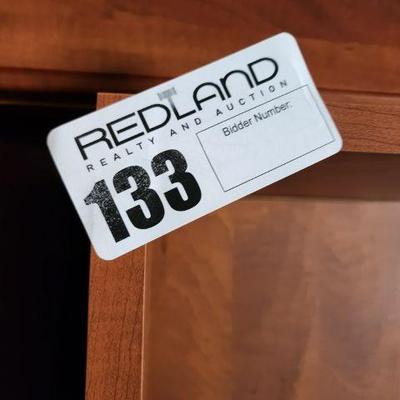 REDLAND
REALTY AND AUCTION
133
Bidder Number: